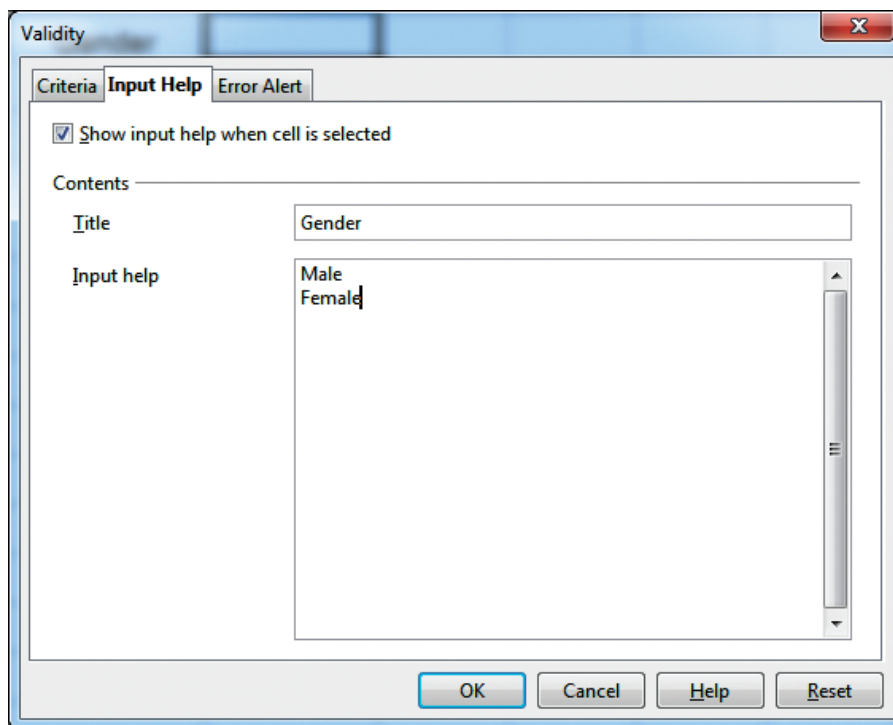 Validity
Gender
Criteria Input Help Error Alert
Show input help when cell is selected
Contents
Title Gender
Input help Male
Female
OK Cancel Help Reset